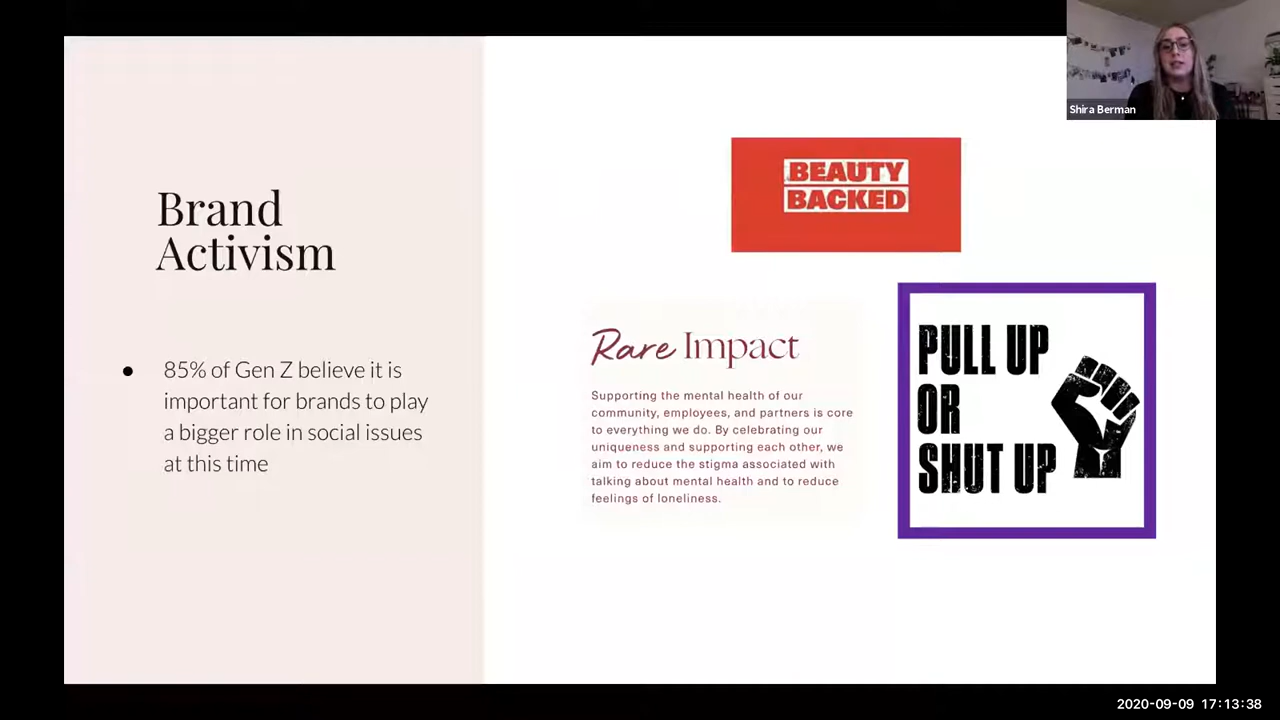 Shira Berman
Brand
Activism
● 85% of Gen Z believe it is
important for brands to play
a bigger role in social issues
at this time
BEAUTY
BACKED
Rare Impact
Supporting the mental health of our
community, employees, and partners is core
to everything we do. By celebrating our
uniqueness and supporting each other, we
aim to reduce the stigma associated with
talking about mental health and to reduce
feelings of loneliness.
PULL UP
OR
SHUT UP
2020-09-09 17:13:38